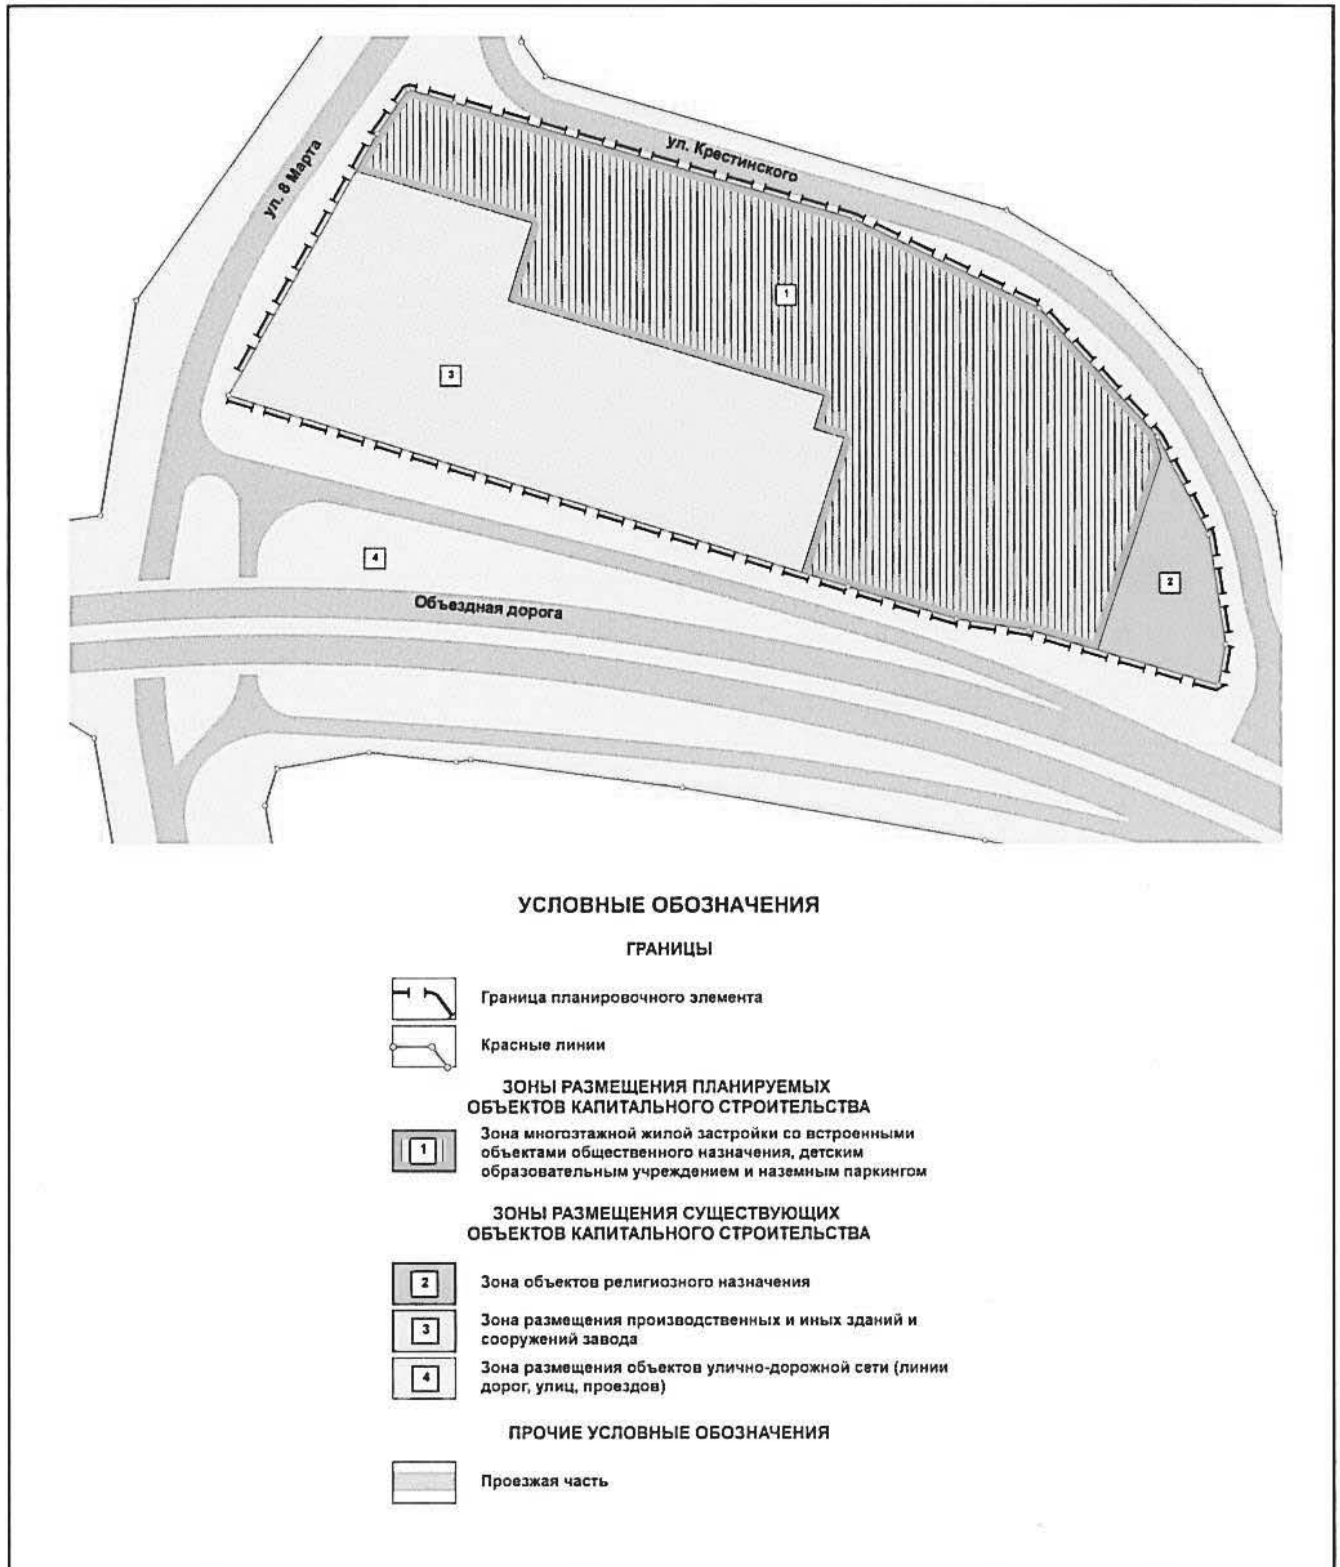 ул. 8 Марта
ул. Крестинского
1
3
4
2
Объездная дорога
УСЛОВНЫЕ ОБОЗНАЧЕНИЯ
ГРАНИЦЫ
Граница планировочного элемента
Красные линии
ЗОНЫ РАЗМЕЩЕНИЯ ПЛАНИРУЕМЫХ
ОБЪЕКТОВ КАПИТАЛЬНОГО СТРОИТЕЛЬСТВА
1
Зона многоэтажной жилой застройки со встроенными
объектами общественного назначения, детским
образовательным учреждением и наземным паркингом
ЗОНЫ РАЗМЕЩЕНИЯ СУЩЕСТВУЮЩИХ
ОБЪЕКТОВ КАПИТАЛЬНОГО СТРОИТЕЛЬСТВА
2
Зона объектов религиозного назначения
3
Зона размещения производственных и иных зданий и
сооружений завода
4
Зона размещения объектов улично-дорожной сети (линии
дорог, улиц, проездов)
ПРОЧИЕ УСЛОВНЫЕ ОБОЗНАЧЕНИЯ
Проезжая часть